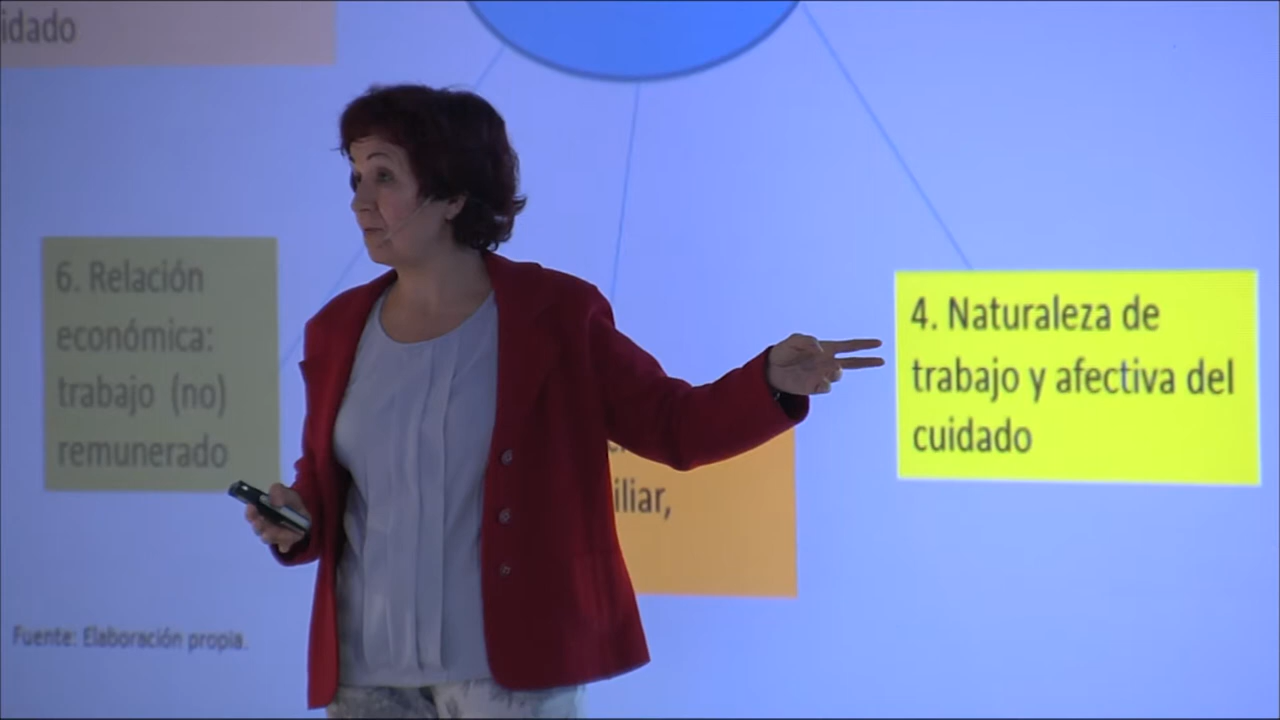 idado
6. Relación
económica:
trabajo (no)
remunerado
iliar,
4. Naturaleza de
trabajo y afectiva del
cuidado
Fuente: Elaboración propia.